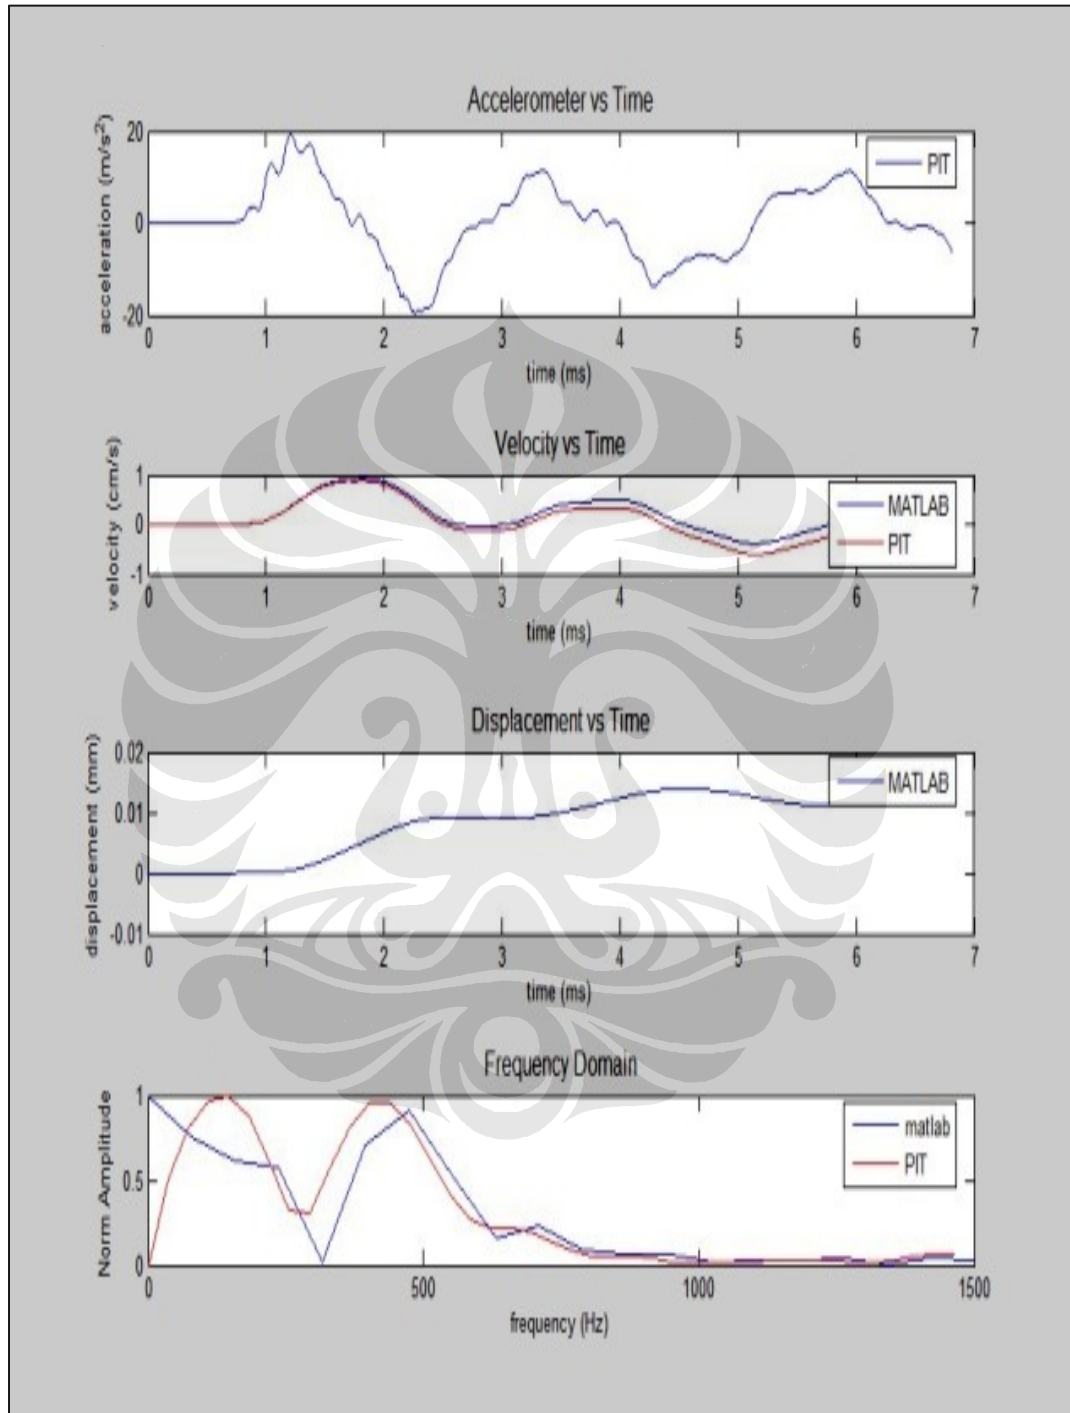 Accelerometer vs Time
acceleration (m/s²)
20
0
-20
PIT
0 1 2 3 4 5 6 7
time (ms)
Velocity vs Time
velocity (cm/s)
1
0
-1
MATLAB
PIT
0 1 2 3 4 5 6 7
time (ms)
Displacement vs Time
displacement (mm)
0.02
0.01
0
-0.01
MATLAB
0 1 2 3 4 5 6 7
time (ms)
Frequency Domain
Norm Amplitude
1
0.5
0
matlab
PIT
0 500 1000 1500
frequency (Hz)